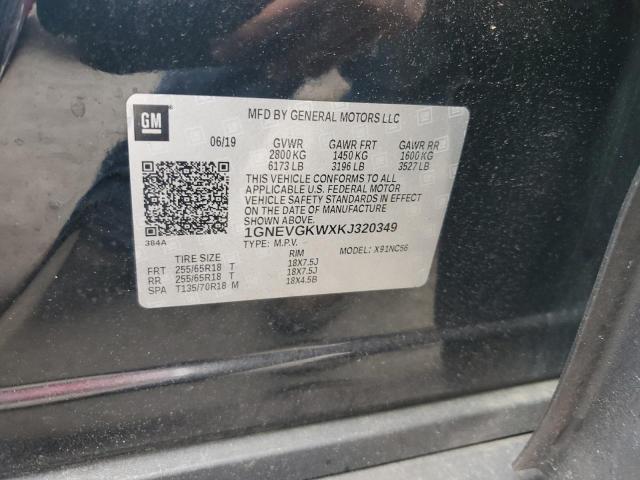 GM
MFD BY GENERAL MOTORS LLC
06/19 GVWR GAWR FRT GAWR RR
2800 KG 1450 KG 1600 KG
6173 LB 3196 LB 3527 LB
THIS VEHICLE CONFORMS TO ALL
APPLICABLE U.S. FEDERAL MOTOR
VEHICLE SAFETY STANDARDS IN EFFECT
ON THE DATE OF MANUFACTURE
SHOWN ABOVE.
1GNEVGKWXKJ320349
384A TYPE: M.P.V. MODEL: X91NC56
TIRE SIZE RIM
FRT 255/65R18 T 18X7.5J
RR 255/65R18 T 18X7.5J
SPA T135/70R18 M 18X4.5B